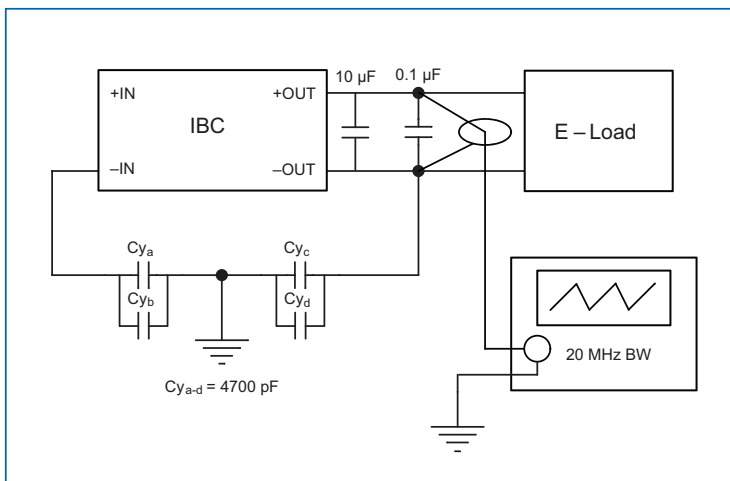 10 µF
0.1 µF
+IN
+OUT
IBC
E – Load
–IN
–OUT
Cya
Cyc
Cyb
Cyd
20 MHz BW
Cya-d = 4700 pF